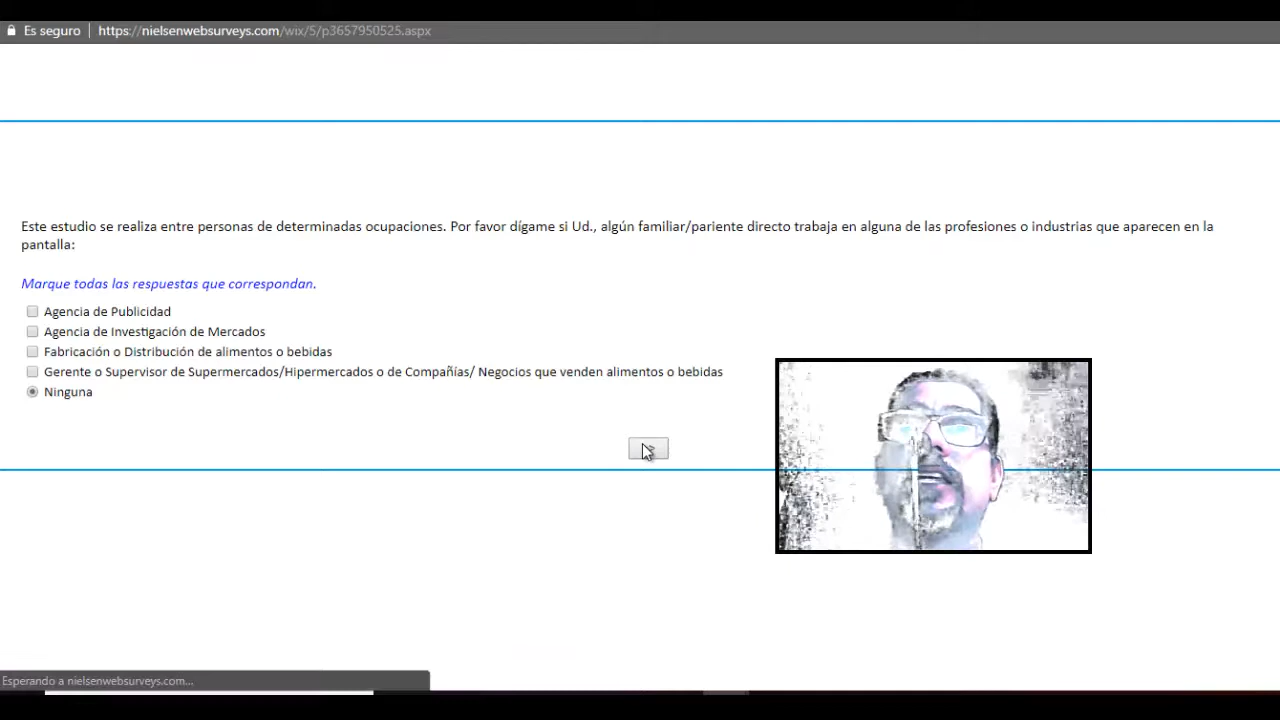 Es seguro https://nielsenwebsurveys.com/wix/5/p3657950525.aspx
Este estudio se realiza entre personas de determinadas ocupaciones. Por favor dígame si Ud., algún familiar/pariente directo trabaja en alguna de las profesiones o industrias que aparecen en la
pantalla:
Marque todas las respuestas que correspondan.
Agencia de Publicidad
Agencia de Investigación de Mercados
Fabricación o Distribución de alimentos o bebidas
Gerente o Supervisor de Supermercados/Hipermercados o de Compañías/ Negocios que venden alimentos o bebidas
Ninguna
Esperando a nielsenwebsurveys.com...